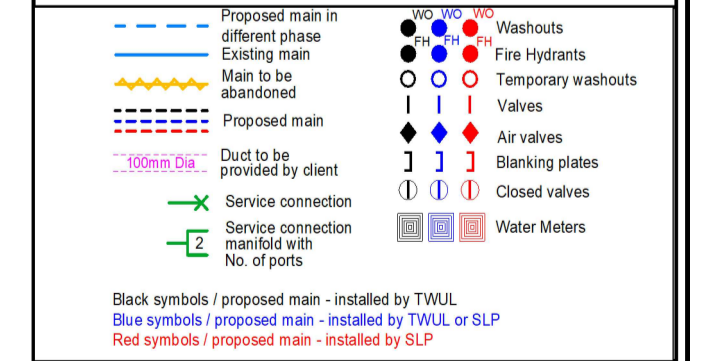 Proposed main in
different phase
Existing main
Main to be
abandoned
Proposed main
100mm Dia
Duct to be
provided by client
Service connection
2
Service connection
manifold with
No. of ports
WO WO WO
Washouts
FH FH FH
Fire Hydrants
Temporary washouts
Valves
Air valves
Blanking plates
Closed valves
Water Meters
Black symbols / proposed main - installed by TWUL
Blue symbols / proposed main - installed by TWUL or SLP
Red symbols / proposed main - installed by SLP